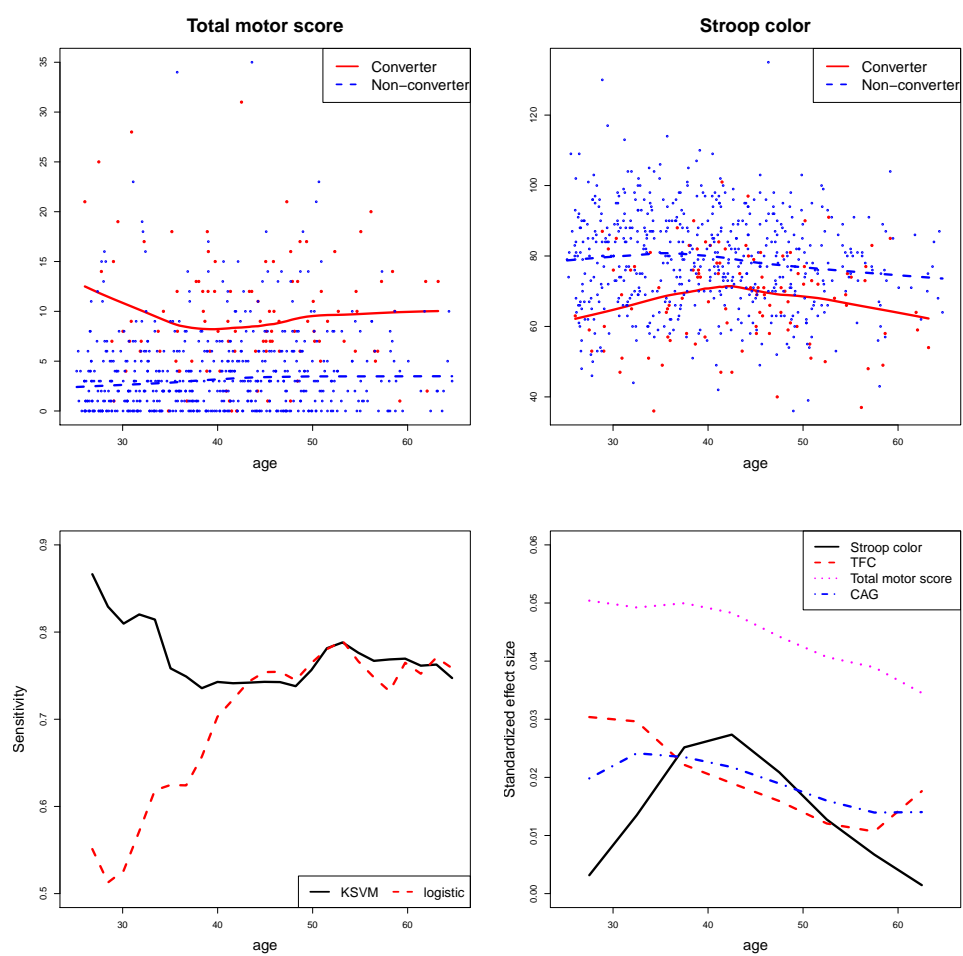 Total motor score
Converter
Non−converter
35
30
25
20
15
10
5
0
30 40 50 60
age
Stroop color
Converter
Non−converter
120
100
80
60
40
30 40 50 60
age
0.9
0.8
0.7
0.6
0.5
Sensitivity
KSVM logistic
30 40 50 60
age
Stroop color
TFC
Total motor score
CAG
0.06
0.05
0.04
0.03
0.02
0.01
0.00
Standardized effect size
30 40 50 60
age